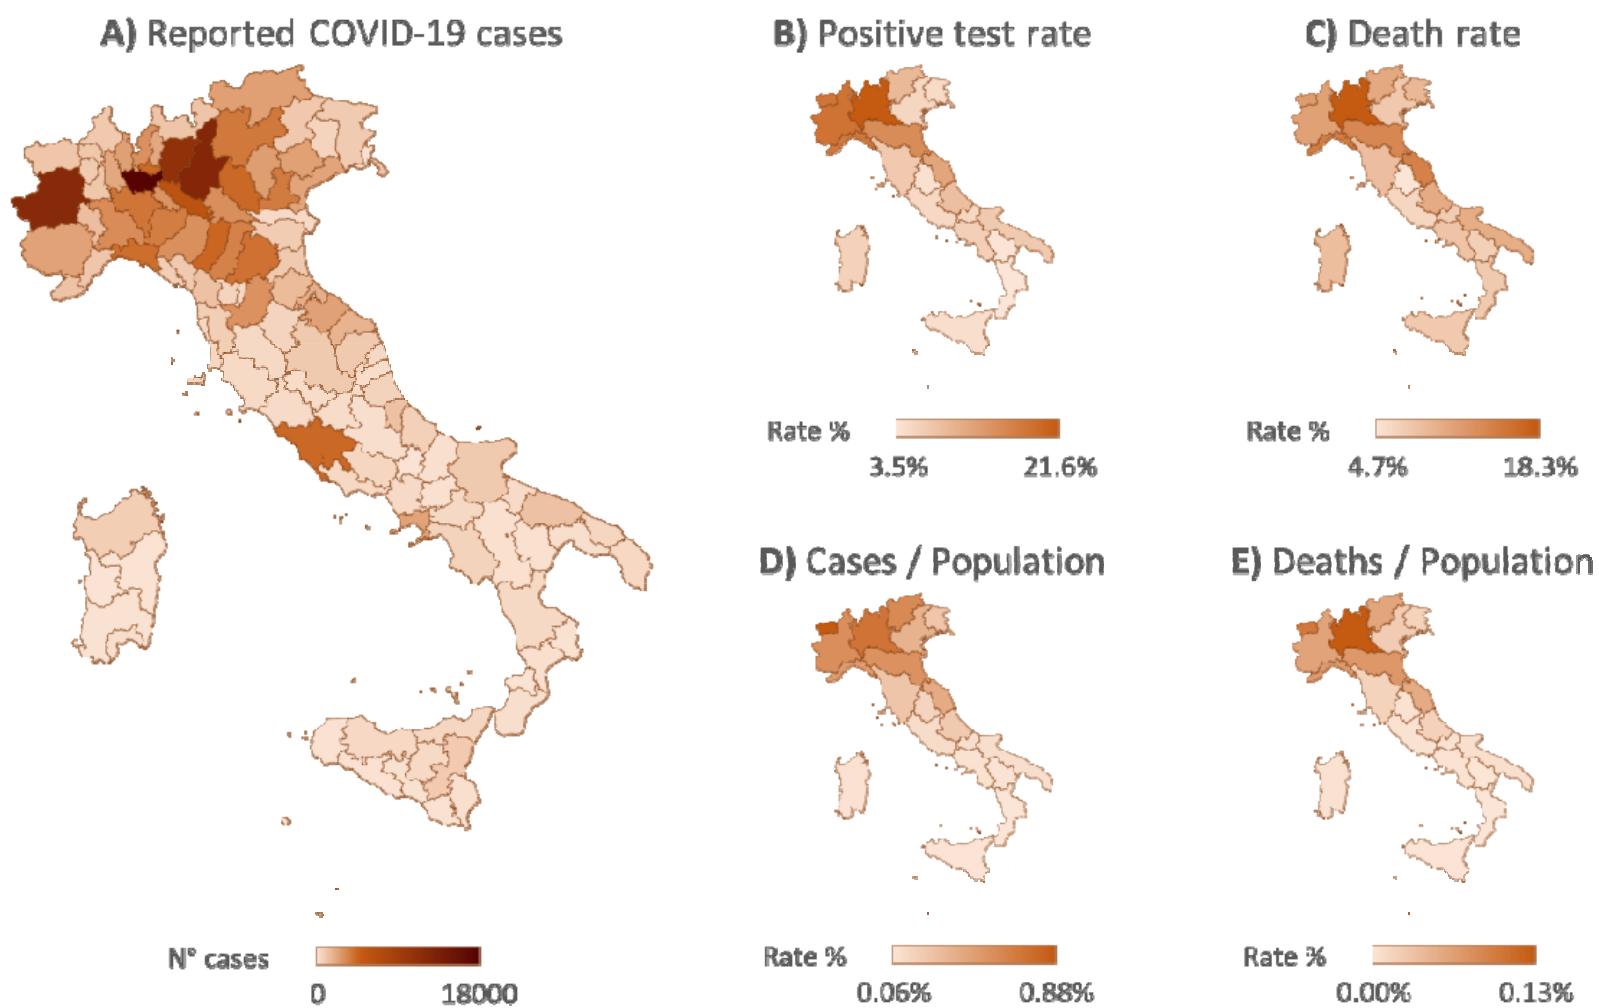 A) Reported COVID-19 cases
B) Positive test rate
C) Death rate
Rate %
3.5% 21.6%
Rate %
4.7% 18.3%
D) Cases / Population
E) Deaths / Population
N° cases
0 18000
Rate %
0.06% 0.88%
Rate %
0.00% 0.13%